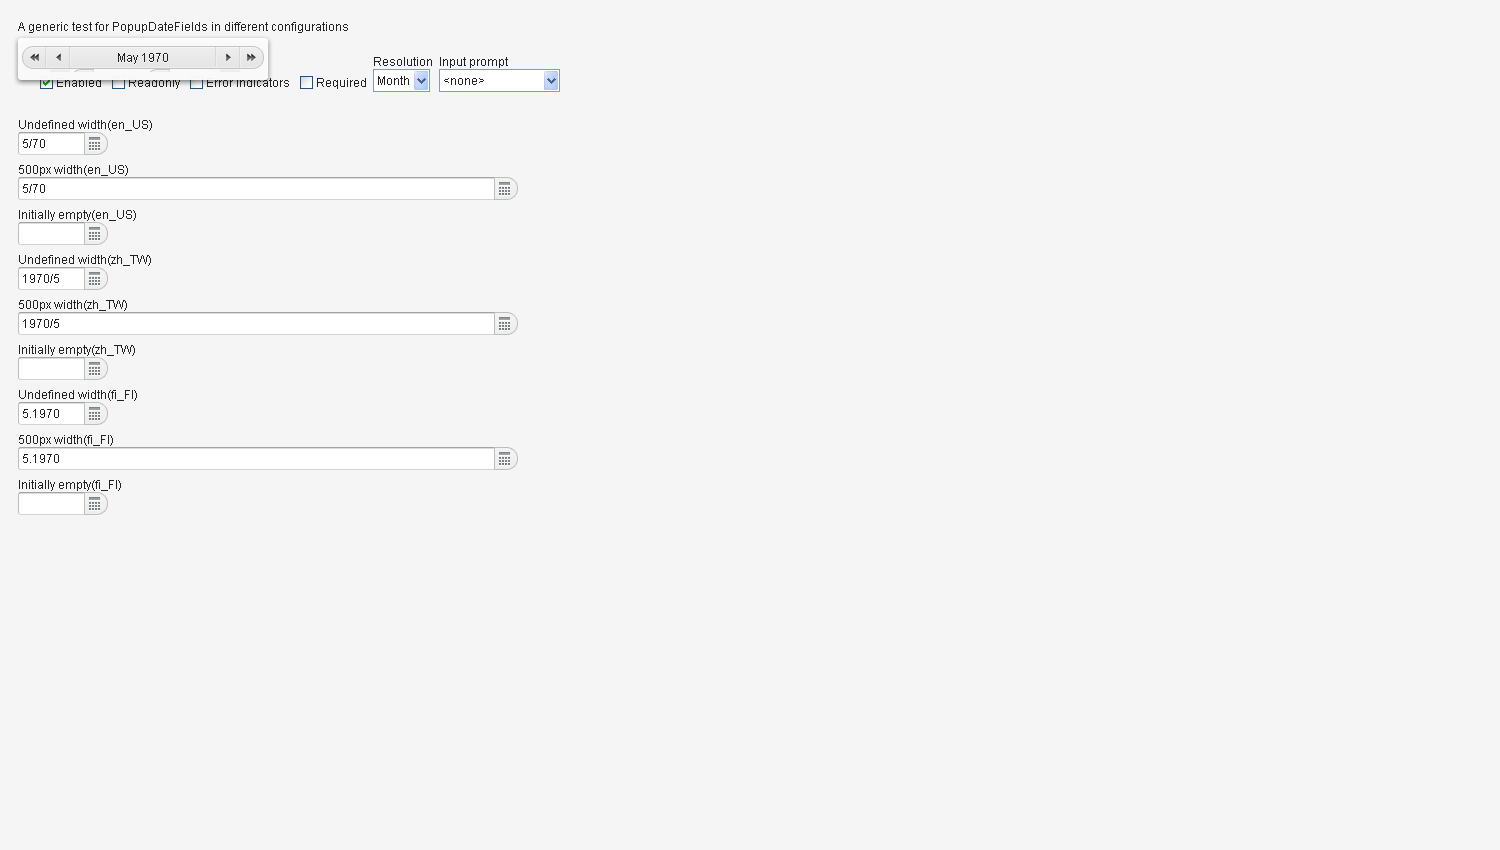 A generic test for PopupDateFields in different configurations
May 1970
Resolution Input prompt
Enabled Readonly Error indicators Required Month <none>
Undefined width(en_US)
5/70
500px width(en_US)
5/70
Initially empty(en_US)
Undefined width(zh_TW)
1970/5
500px width(zh_TW)
1970/5
Initially empty(zh_TW)
Undefined width(fi_FI)
5.1970
500px width(fi_FI)
5.1970
Initially empty(fi_FI)